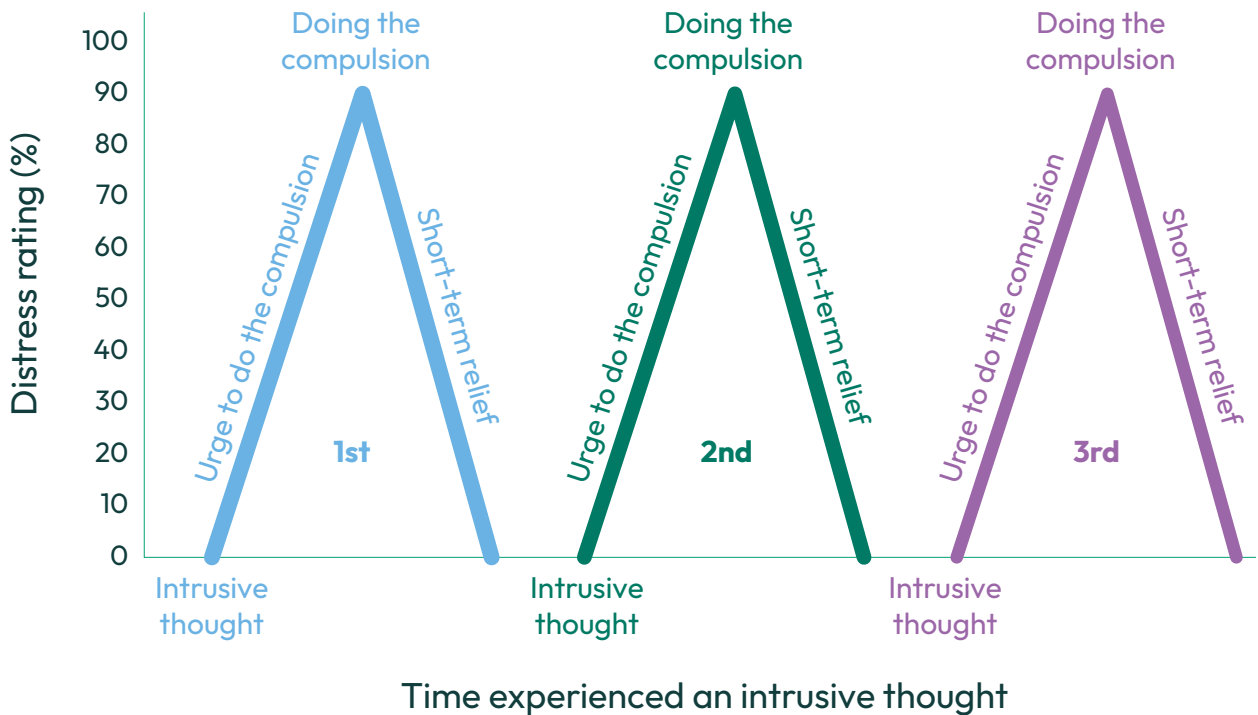 Doing the
compulsion
Doing the
compulsion
Doing the
compulsion
100
90
80
70
60
50
40
30
20
10
0
Distress rating (%)
Urge to do the compulsion
Short-term relief
1st
Urge to do the compulsion
Short-term relief
2nd
Urge to do the compulsion
Short-term relief
3rd
Intrusive
thought
Intrusive
thought
Intrusive
thought
Time experienced an intrusive thought